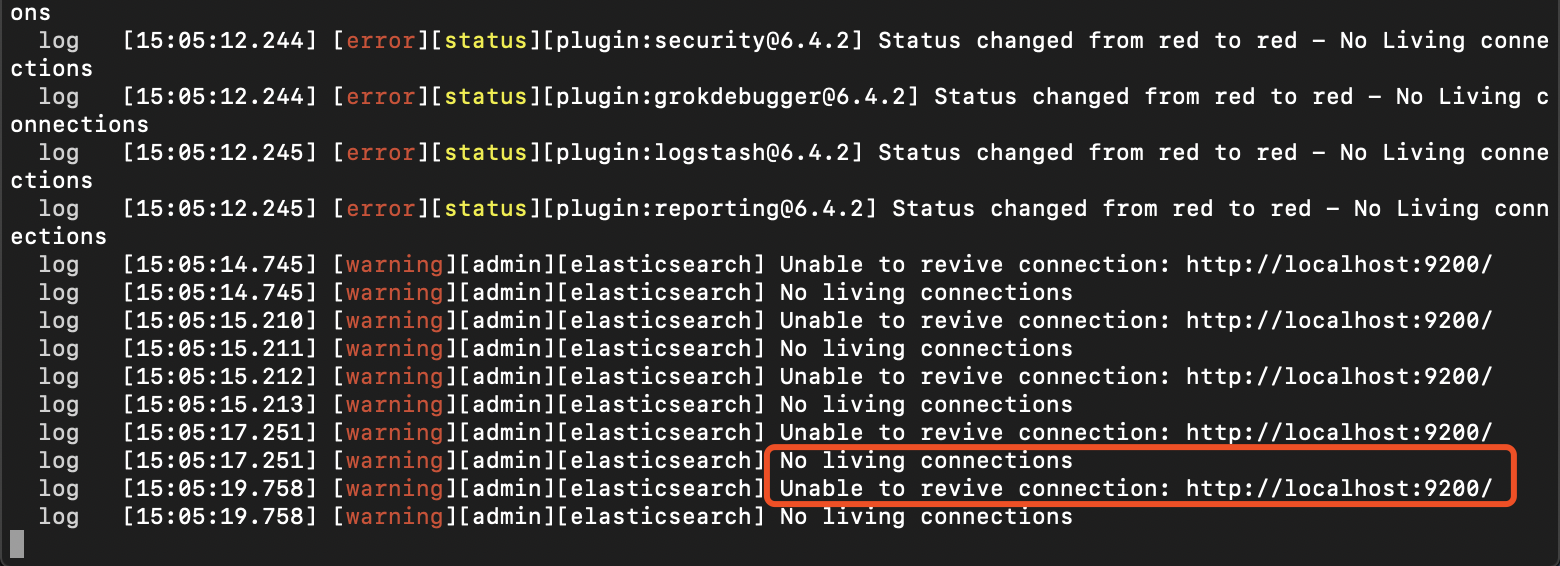 ons
log [15:05:12.244] [error][status][plugin:security@6.4.2] Status changed from red to red – No Living conne
ctions
log [15:05:12.244] [error][status][plugin:grokdebugger@6.4.2] Status changed from red to red – No Living c
onnections
log [15:05:12.245] [error][status][plugin:logstash@6.4.2] Status changed from red to red – No Living conne
ctions
log [15:05:12.245] [error][status][plugin:reporting@6.4.2] Status changed from red to red – No Living conn
ections
log [15:05:14.745] [warning][admin][elasticsearch] Unable to revive connection: http://localhost:9200/
log [15:05:14.745] [warning][admin][elasticsearch] No living connections
log [15:05:15.210] [warning][admin][elasticsearch] Unable to revive connection: http://localhost:9200/
log [15:05:15.211] [warning][admin][elasticsearch] No living connections
log [15:05:15.212] [warning][admin][elasticsearch] Unable to revive connection: http://localhost:9200/
log [15:05:15.213] [warning][admin][elasticsearch] No living connections
log [15:05:17.251] [warning][admin][elasticsearch] Unable to revive connection: http://localhost:9200/
log [15:05:17.251] [warning][admin][elasticsearch] No living connections
log [15:05:19.758] [warning][admin][elasticsearch] Unable to revive connection: http://localhost:9200/
log [15:05:19.758] [warning][admin][elasticsearch] No living connections